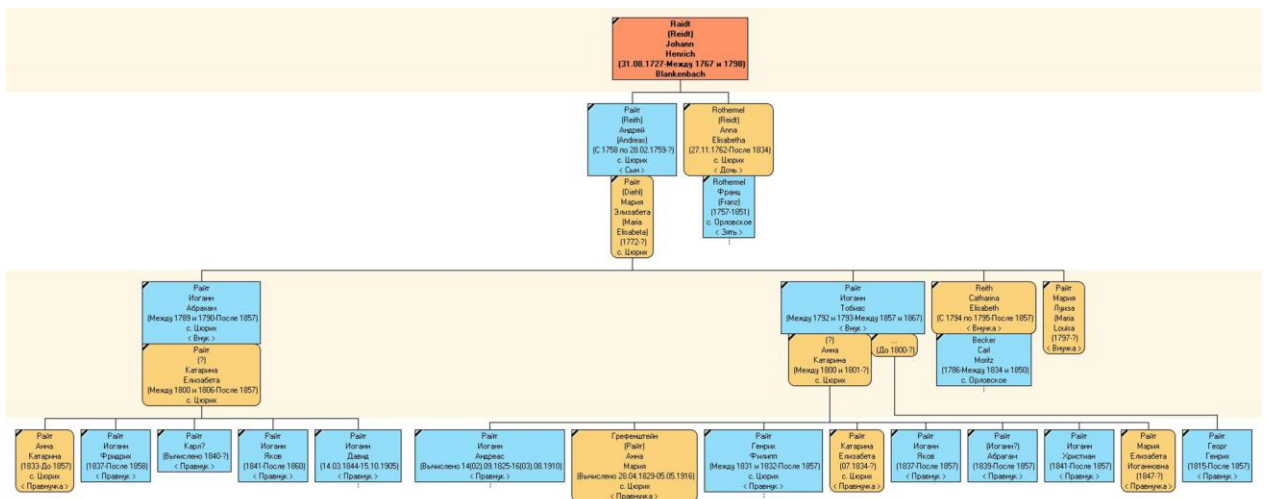 Raidt
(Reidt)
Johann
Henrich
(31.08.1727-Между 1767 и 1798)
Blankenbach
Райт
(Reith)
Андрей
(Andreas)
(С 1758 по 28.02.1759-?)
с. Цюрих
< Сын >
Rothermel
(Reidt)
Anna
Elisabetha
(27.11.1762-После 1834)
с. Цюрих
< Дочь >
Райт
(Diehl)
Мария
Элизабета
(Maria
Elisabeta)
(1772-?)
с. Цюрих
Rothermel
Франц
(Franz)
(1757-1851)
с. Орловское
< Зять >
Райт
Иоганн
Абрахам
(Между 1789 и 1790-После 1857)
с. Цюрих
< Внук >
Райт
(?)
Катарина
Елизабета
(Между 1800 и 1806-После 1857)
с. Цюрих
Райт
Иоганн
Тобиас
(Между 1792 и 1793-Между 1857 и 1867)
с. Цюрих
< Внук >
(?)
Анна
Катарина
(Между 1800 и 1801-?)
с. Цюрих
...
(До 1800-?)
Reith
Catharina
Elisabeth
(С 1794 по 1795-После 1857)
< Внучка >
Becker
Carl
Moritz
(1786-Между 1834 и 1850)
с. Орловское
Райт
Мария
Луиза
(Maria
Louisa)
(1797-?)
< Внучка >
Райт
Анна
Катарина
(1833-До 1857)
с. Цюрих
< Правнучка >
Райт
Иоганн
Фридрих
(1837-После 1858)
< Правнук >
Райт
Карл?
(Вычислено 1840-?)
< Правнук >
Райт
Иоганн
Яков
(1841-После 1860)
< Правнук >
Райт
Иоганн
Давид
(14.03.1844-15.10.1905)
< Правнук >
Райт
Иоганн
Андреас
(Вычислено 14(02).09.1825-16(03).08.1910)
< Правнук >
Грефенштейн
(Райт)
Анна
Мария
(Вычислено 28.04.1829-05.05.1916)
с. Цюрих
< Правнучка >
Райт
Генрих
Филипп
(Между 1831 и 1832-После 1857)
с. Цюрих
< Правнук >
Райт
Катарина
Елизабета
(07.1834-?)
с. Цюрих
< Правнучка >
Райт
Иоганн
Яков
(1837-После 1857)
< Правнук >
Райт
(Иоганн?)
Абраган
(1839-После 1857)
< Правнук >
Райт
Иоганн
Христиан
(1841-После 1857)
< Правнук >
Райт
Мария
Елизабета
Иоганновна
(1847-?)
< Правнучка >
Райт
Георг
Генрих
(1815-После 1857)
< Правнук >